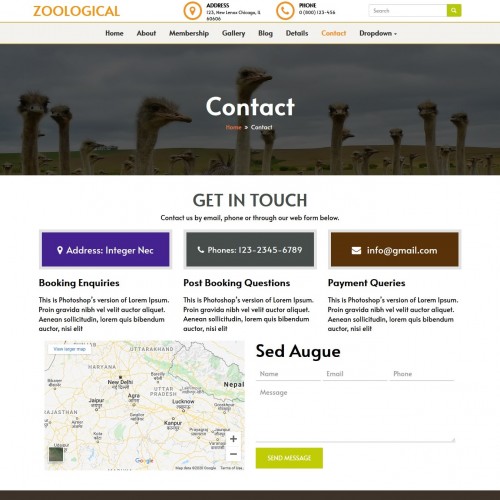 ZOOLOGICAL
ADDRESS
123, New Lenox Chicago, IL
60606
PHONE
0 (800) 123-456
Search
Home About Membership Gallery Blog Details Contact Dropdown
Contact
Home » Contact
GET IN TOUCH
Contact us by email, phone or through our web form below.
Address: Integer Nec
Phones: 123-2345-6789
info@gmail.com
Booking Enquiries
This is Photoshop's version of Lorem Ipsum.
Proin gravida nibh vel velit auctor aliquet.
Aenean sollicitudin, lorem quis bibendum
auctor, nisi elit
Post Booking Questions
This is Photoshop's version of Lorem Ipsum.
Proin gravida nibh vel velit auctor aliquet.
Aenean sollicitudin, lorem quis bibendum
auctor, nisi elit
Payment Queries
This is Photoshop's version of Lorem Ipsum.
Proin gravida nibh vel velit auctor aliquet.
Aenean sollicitudin, lorem quis bibendum
auctor, nisi elit
View larger map
UTTARAKHAND
HARYANA
New Delhi
Nepal
UTTAR
PRADESH
Agra
Jaipur
Lucknow
RAJASTHAN
Kanpur
Google
Map data ©2020 Google Terms of Use
Sed Augue
Name Email Phone
Message
SEND MESSAGE